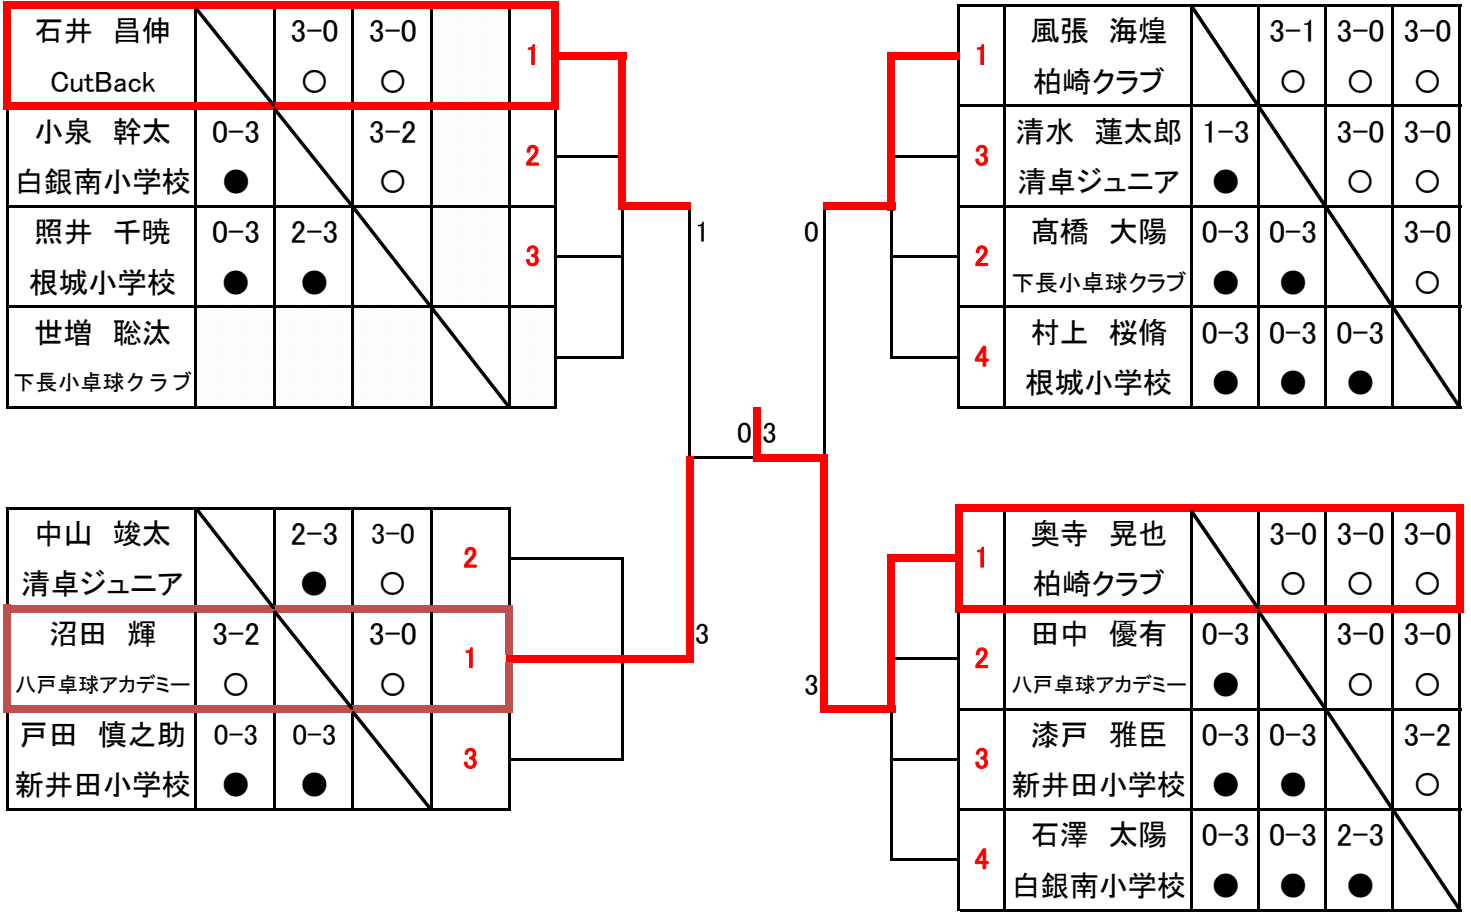 石井 昌伸 3-0 3-0
1
CutBack ○ ○
小泉 幹太 0-3 3-2
2
白銀南小学校 ● ○
照井 千暁 0-3 2-3
3
根城小学校 ● ●
世増 聡汰
下長小卓球クラブ
風張 海煌 3-1 3-0 3-0
1
柏崎クラブ ○ ○ ○
清水 蓮太郎 1-3 3-0 3-0
3
清卓ジュニア ● ○ ○
髙橋 大陽 0-3 0-3 3-0
2
下長小卓球クラブ ● ● ○
村上 桜脩 0-3 0-3 0-3
4
根城小学校 ● ● ●
1 0
0 3
中山 竣太 2-3 3-0
2
清卓ジュニア ● ○
沼田 輝 3-2 3-0
1
八戸卓球アカデミー ○ ○
戸田 慎之助 0-3 0-3
3
新井田小学校 ● ●
3
3
奥寺 晃也 3-0 3-0 3-0
1
柏崎クラブ ○ ○ ○
田中 優有 0-3 3-0 3-0
2
八戸卓球アカデミー ● ○ ○
漆戸 雅臣 0-3 0-3 3-2
3
新井田小学校 ● ● ○
石澤 太陽 0-3 0-3 2-3
4
白銀南小学校 ● ● ●